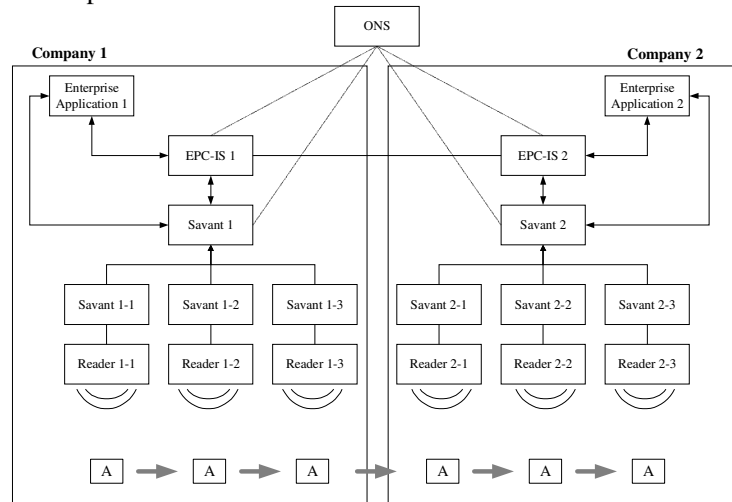 ONS
Company 1
Company 2
Enterprise
Application 1
Enterprise
Application 2
EPC-IS 1
EPC-IS 2
Savant 1
Savant 2
Savant 1-1
Savant 1-2
Savant 1-3
Savant 2-1
Savant 2-2
Savant 2-3
Reader 1-1
Reader 1-2
Reader 1-3
Reader 2-1
Reader 2-2
Reader 2-3
A
A
A
A
A
A